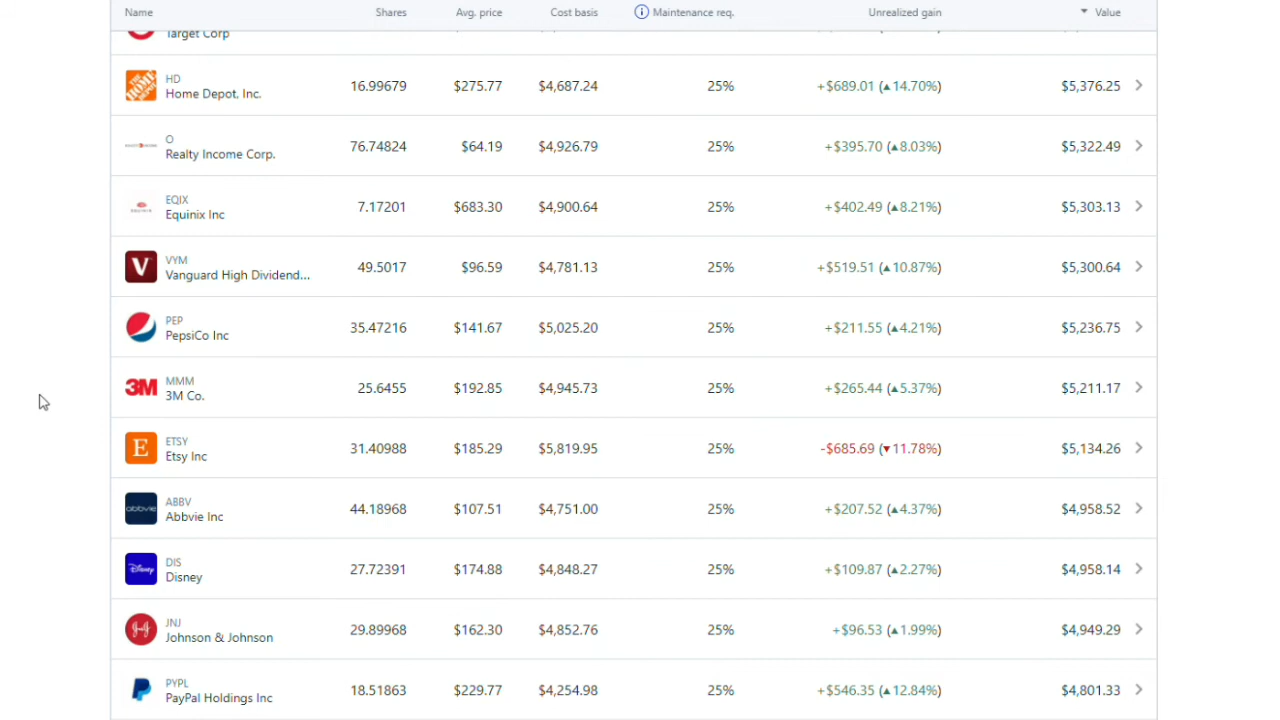 Name Shares Avg. price Cost basis Maintenance req. Unrealized gain Value
Target Corp
HD
Home Depot, Inc. 16.99679 $275.77 $4,687.24 25% +$689.01 (▲14.70%) $5,376.25
O
Realty Income Corp. 76.74824 $64.19 $4,926.79 25% +$395.70 (▲8.03%) $5,322.49
EQIX
Equinix Inc 7.17201 $683.30 $4,900.64 25% +$402.49 (▲8.21%) $5,303.13
VYM
Vanguard High Dividend... 49.5017 $96.59 $4,781.13 25% +$519.51 (▲10.87%) $5,300.64
PEP
PepsiCo Inc 35.47216 $141.67 $5,025.20 25% +$211.55 (▲4.21%) $5,236.75
3M
MMM
3M Co. 25.6455 $192.85 $4,945.73 25% +$265.44 (▲5.37%) $5,211.17
E
ETSY
Etsy Inc 31.40988 $185.29 $5,819.95 25% -$685.69 (▼11.78%) $5,134.26
abbvie
ABBV
Abbvie Inc 44.18968 $107.51 $4,751.00 25% +$207.52 (▲4.37%) $4,958.52
Disney
DIS
Disney 27.72391 $174.88 $4,848.27 25% +$109.87 (▲2.27%) $4,958.14
JNJ
Johnson & Johnson 29.89968 $162.30 $4,852.76 25% +$96.53 (▲1.99%) $4,949.29
PYPL
PayPal Holdings Inc 18.51863 $229.77 $4,254.98 25% +$546.35 (▲12.84%) $4,801.33